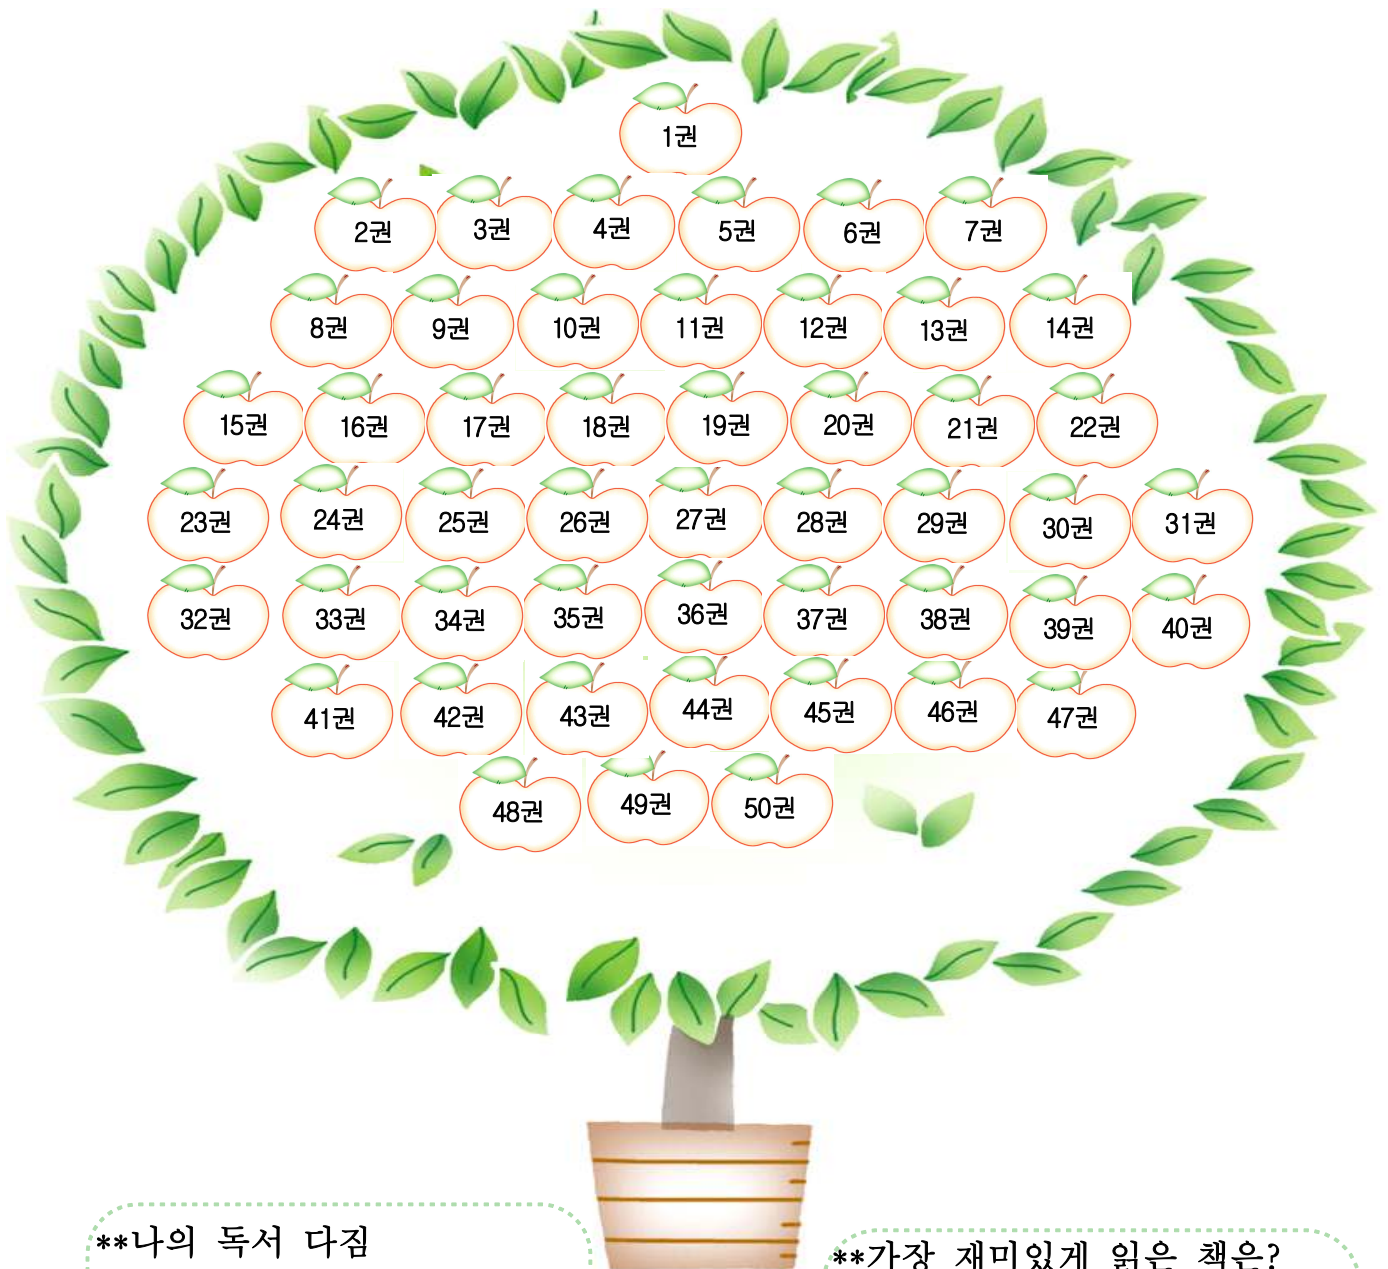 1권
2권 3권 4권 5권 6권 7권
8권 9권 10권 11권 12권 13권 14권
15권 16권 17권 18권 19권 20권 21권 22권
23권 24권 25권 26권 27권 28권 29권 30권 31권
32권 33권 34권 35권 36권 37권 38권 39권 40권
41권 42권 43권 44권 45권 46권 47권
48권 49권 50권
**나의 독서 다짐
**가장 재미있게 읽은 책은?